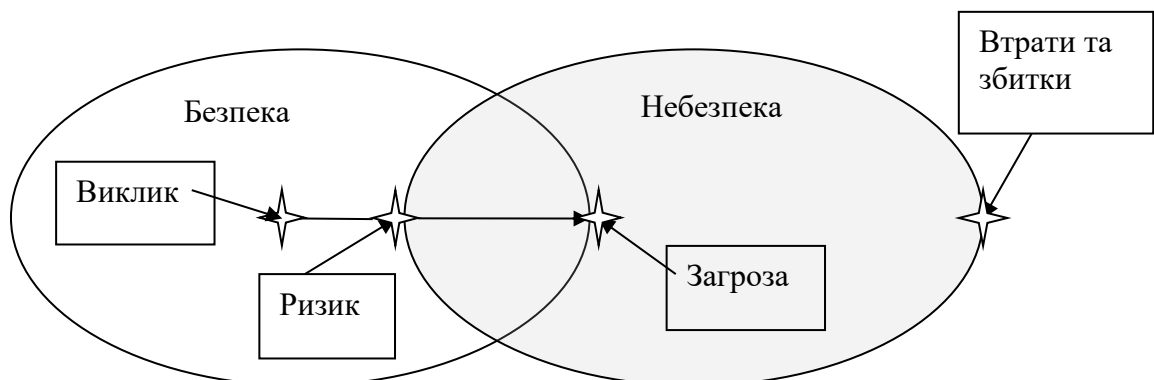 Втрати та
збитки
Безпека
Небезпека
Виклик
Ризик
Загроза